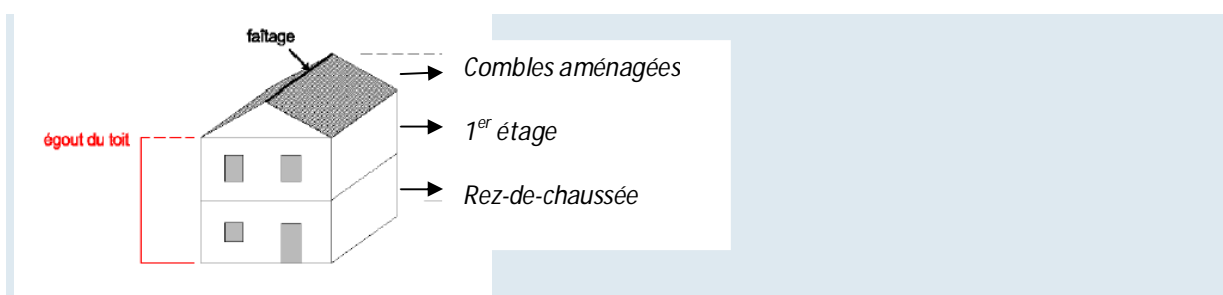 faîtage
Combles aménagées
1er étage
égout du toit
Rez-de-chaussée